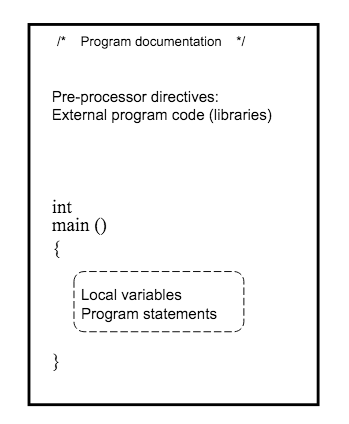 /* Program documentation */
Pre-processor directives:
External program code (libraries)
int
main ()
{
Local variables
Program statements
}